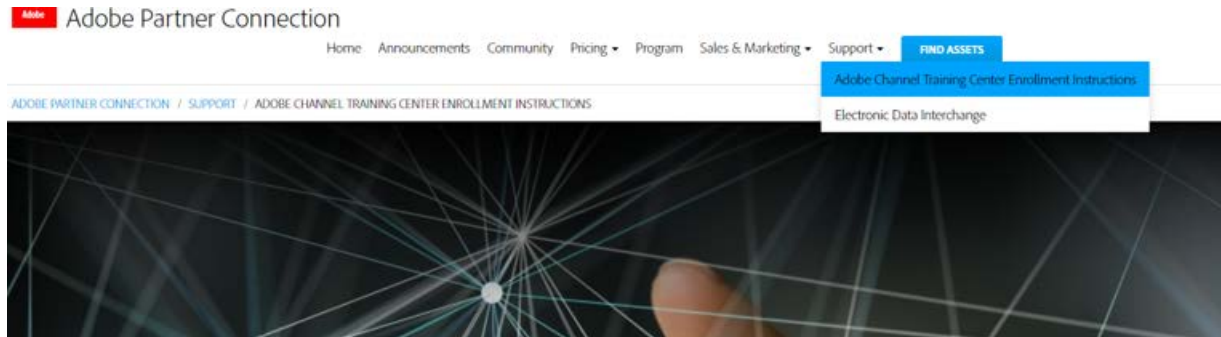 Adobe
Adobe Partner Connection
Home Announcements Community Pricing Program Sales & Marketing Support FIND ASSETS
Adobe Channel Training Center Enrollment Instructions
ADOBE PARTNER CONNECTION / SUPPORT / ADOBE CHANNEL TRAINING CENTER ENROLLMENT INSTRUCTIONS
Electronic Data Interchange